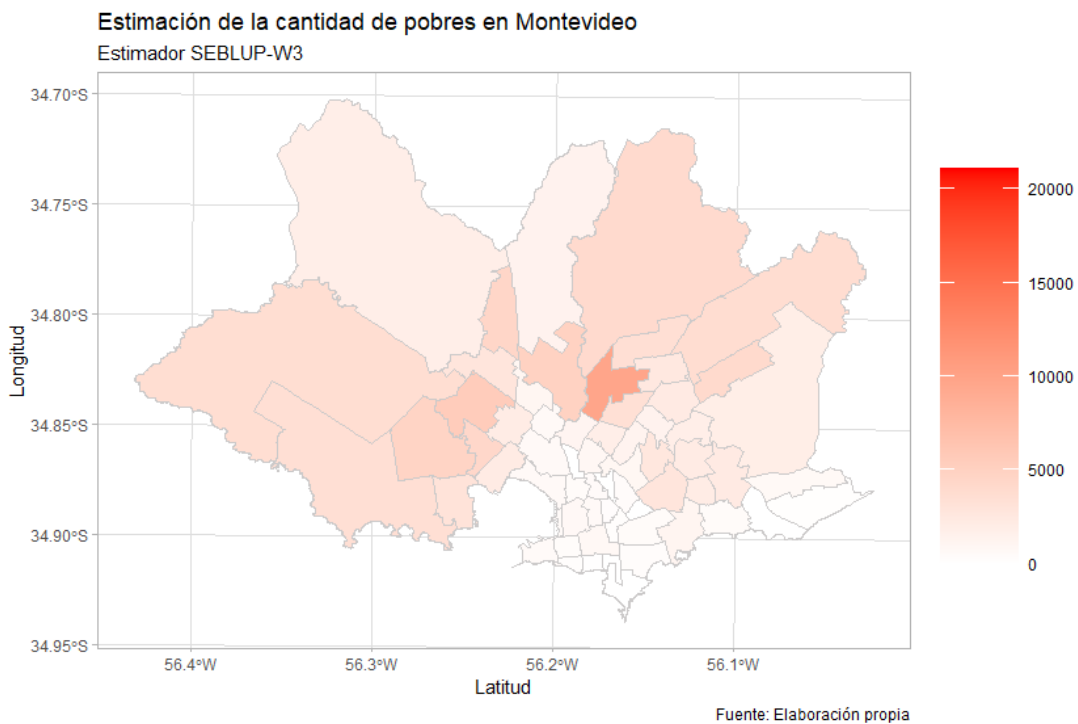 Estimación de la cantidad de pobres en Montevideo
Estimador SEBLUP-W3
34.70°S
34.75°S
34.80°S
34.85°S
34.90°S
34.95°S
Longitud
56.4°W
56.3°W
56.2°W
56.1°W
Latitud
20000
15000
10000
5000
0
Fuente: Elaboración propia